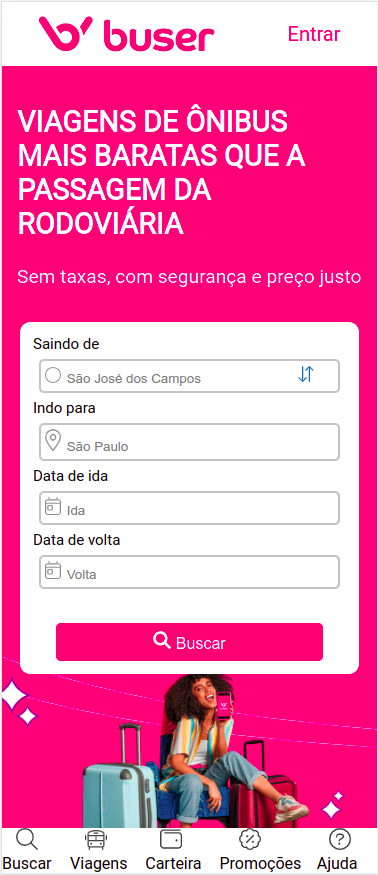 buser
Entrar
VIAGENS DE ÔNIBUS
MAIS BARATAS QUE A
PASSAGEM DA
RODOVIÁRIA
Sem taxas, com segurança e preço justo
Saindo de
São José dos Campos
Indo para
São Paulo
Data de ida
Ida
Data de volta
Volta
Buscar
Buscar Viagens Carteira Promoções Ajuda